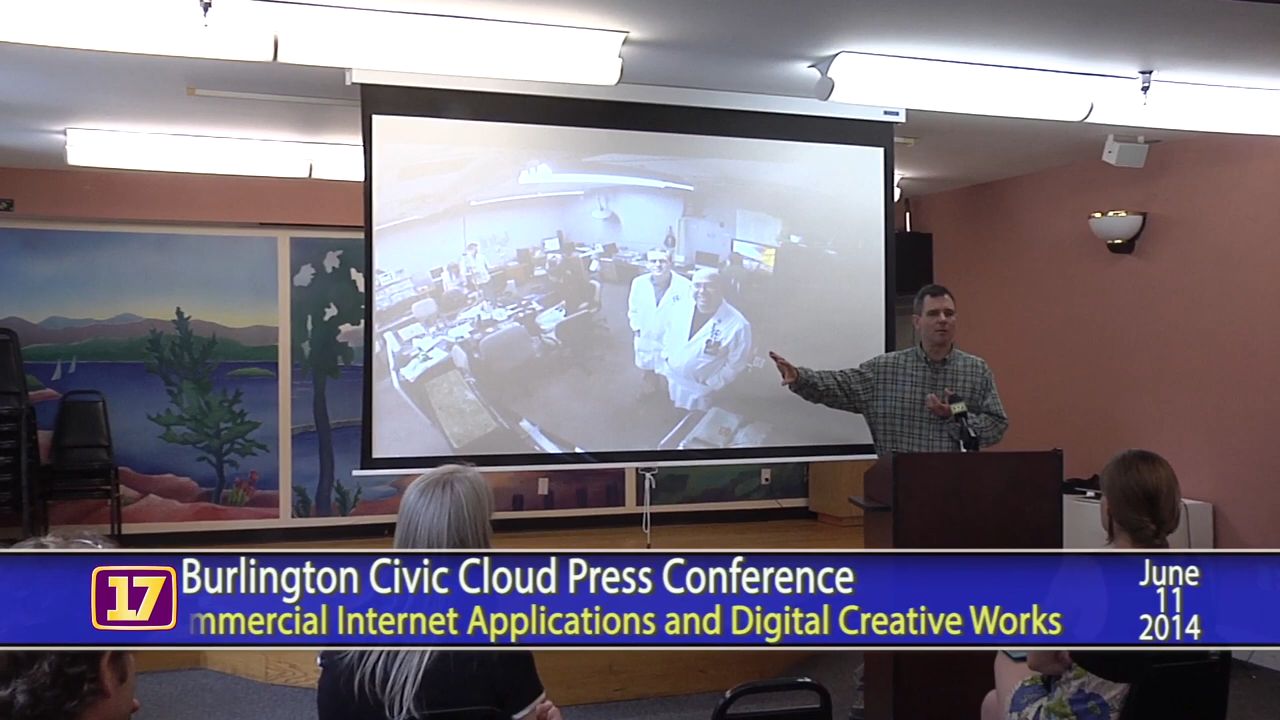 17
Burlington Civic Cloud Press Conference
mmercial Internet Applications and Digital Creative Works
June
11
2014